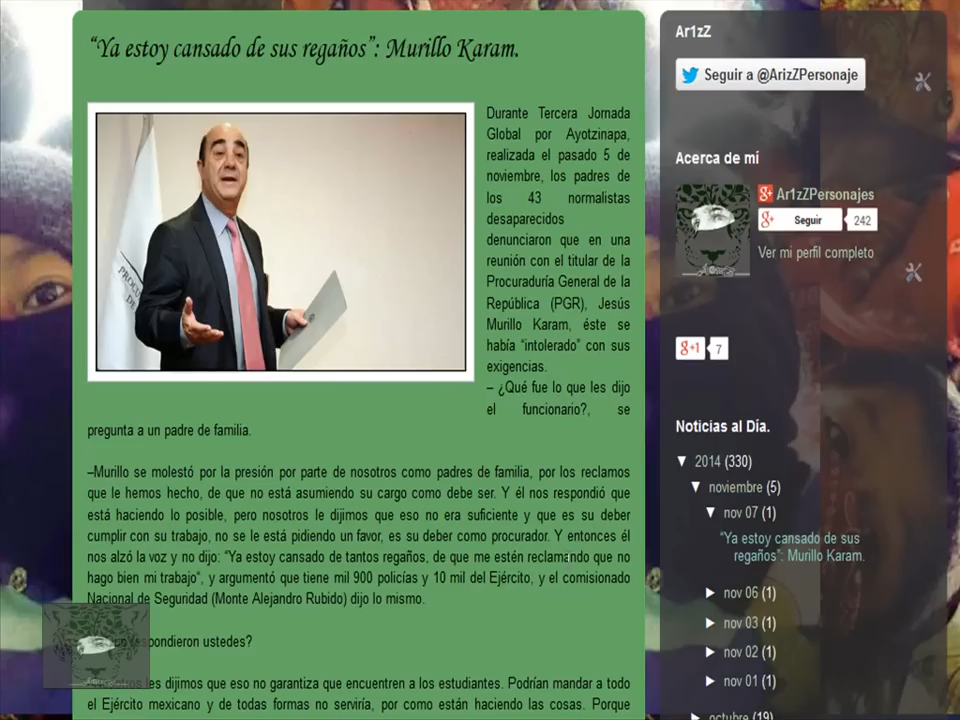 “Ya estoy cansado de sus regaños”: Murillo Karam.
Durante Tercera Jornada
Global por Ayotzinapa,
realizada el pasado 5 de
noviembre, los padres de
los 43 normalistas
desaparecidos
denunciaron que en una
reunión con el titular de la
Procuraduría General de la
República (PGR), Jesús
Murillo Karam, éste se
había “intolerado” con sus
exigencias.
– ¿Qué fue lo que les dijo
el funcionario?, se
pregunta a un padre de familia.
–Murillo se molestó por la presión por parte de nosotros como padres de familia, por los reclamos
que le hemos hecho, de que no está asumiendo su cargo como debe ser. Y él nos respondió que
está haciendo lo posible, pero nosotros le dijimos que eso no era suficiente y que es su deber
cumplir con su trabajo, no se le está pidiendo un favor, es su deber como procurador. Y entonces él
nos alzó la voz y no dijo: “Ya estoy cansado de tantos regaños, de que me estén reclamando que no
hago bien mi trabajo”, y argumentó que tiene mil 900 policías y 10 mil del Ejército, y el comisionado
Nacional de Seguridad (Monte Alejandro Rubido) dijo lo mismo.
respondieron ustedes?
les dijimos que eso no garantiza que encuentren a los estudiantes. Podrían mandar a todo
el Ejército mexicano y de todas formas no serviría, por como están haciendo las cosas. Porque
Ar1zZ
Seguir a @ArizZPersonaje
Acerca de mí
Ar1zZPersonajes
Seguir 242
Ver mi perfil completo
g+1 7
Noticias al Día.
▼ 2014 (330)
▼ noviembre (5)
▼ nov 07 (1)
“Ya estoy cansado de sus
regaños”: Murillo Karam.
► nov 06 (1)
► nov 03 (1)
► nov 02 (1)
► nov 01 (1)
► octubre (19)